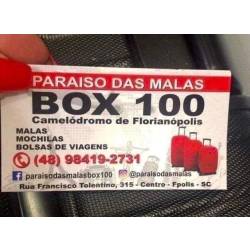 PARAISO DAS MALAS
BOX 100
Camelódromo de Florianópolis
MALAS
MOCHILAS
BOLSAS DE VIAGENS
(48) 98419-2731
paraisodasmalasbox100 @paraisodasmalas
Rua Francisco Tolentino, 315 - Centro - Fpolis - SC